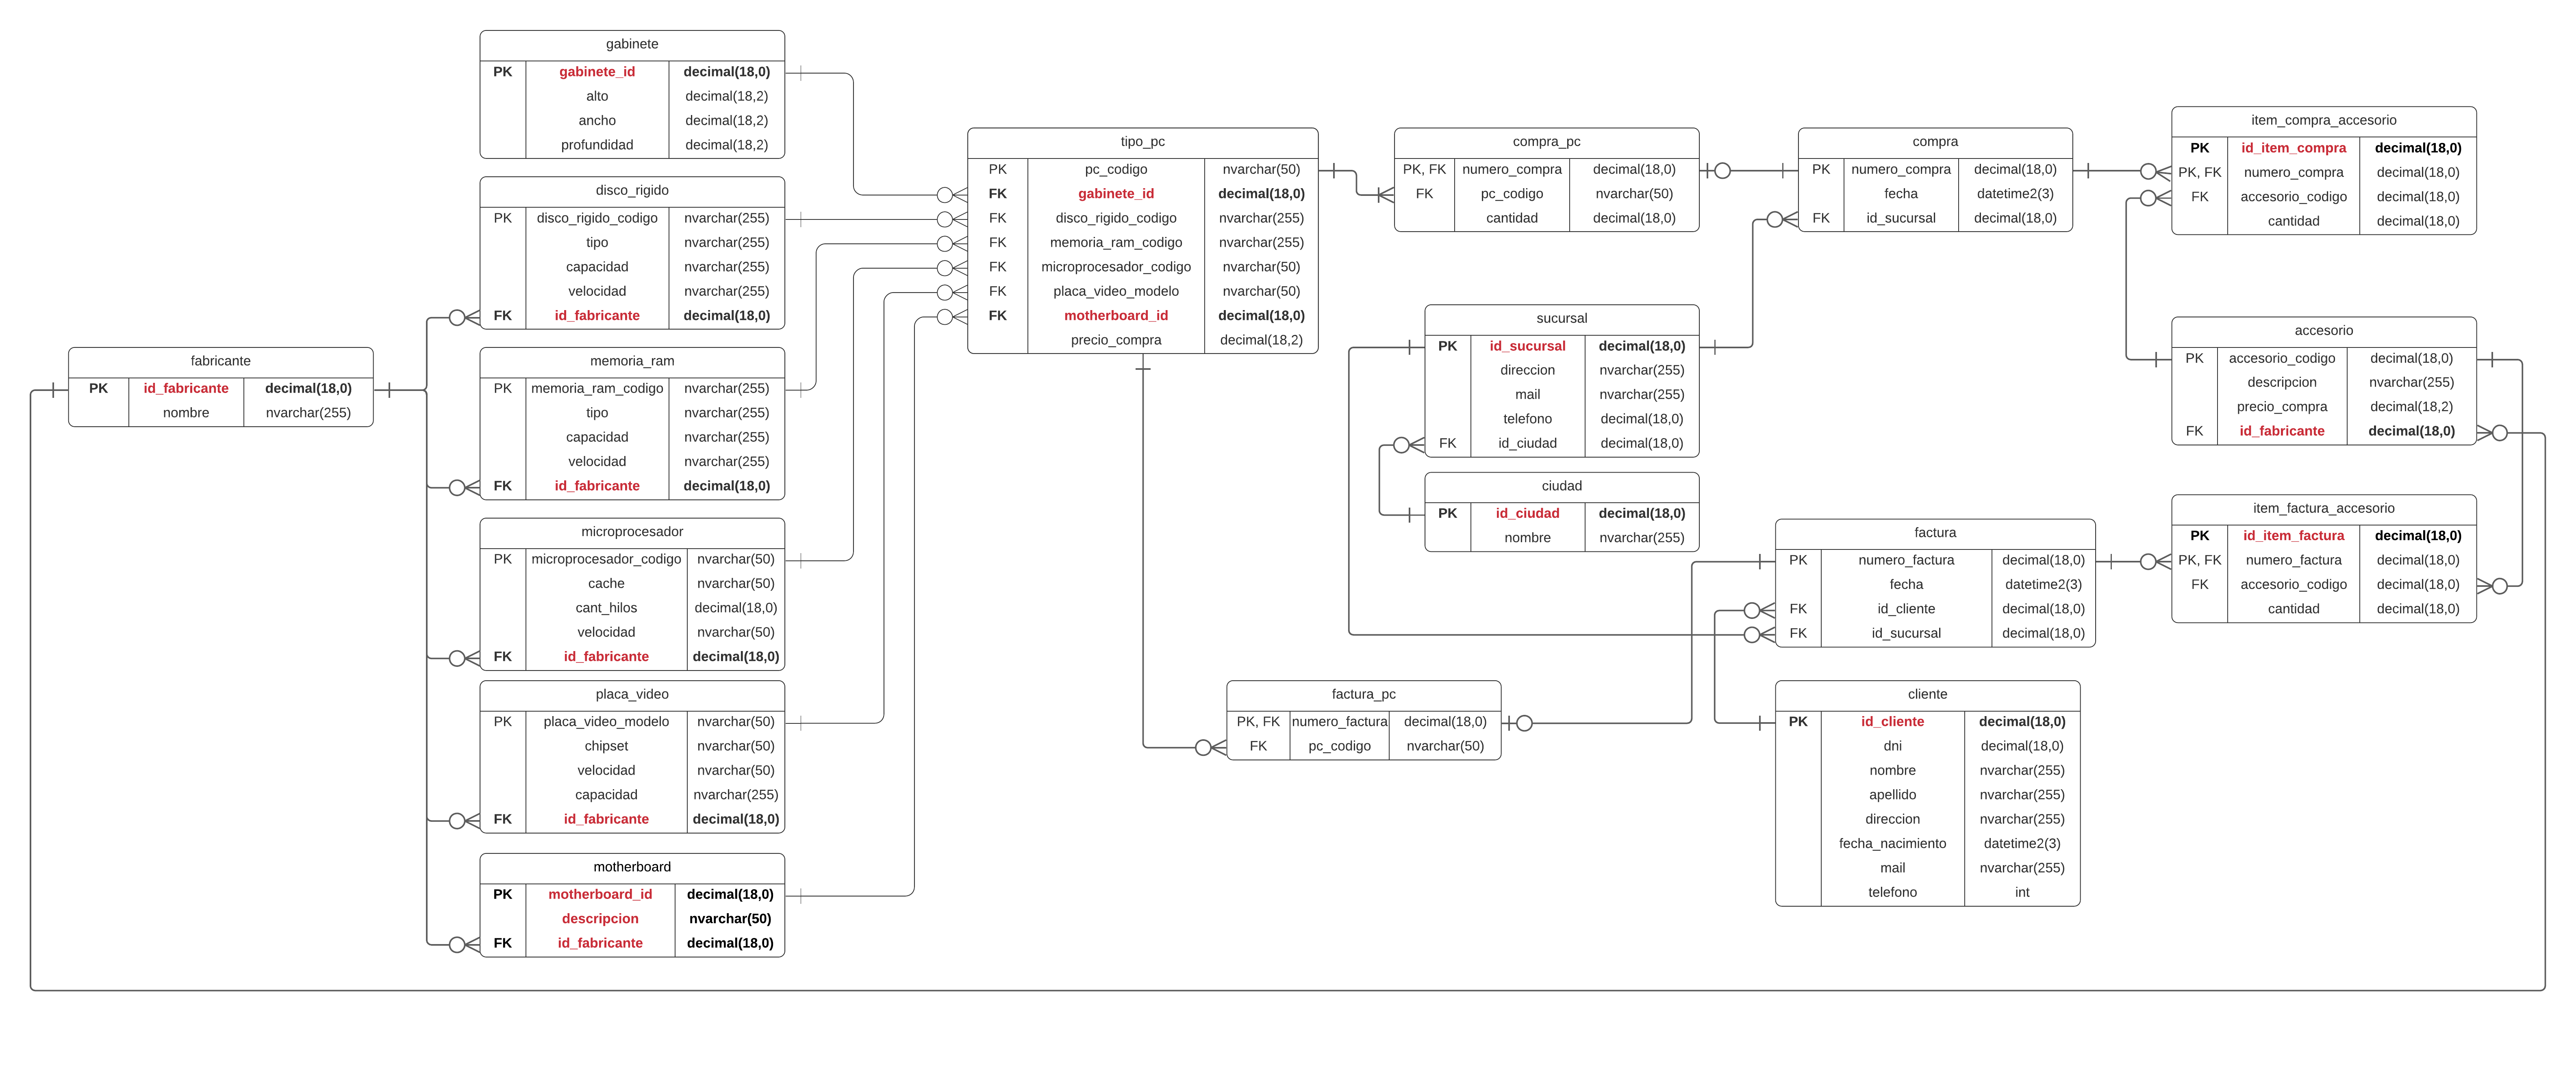 gabinete
PK gabinete_id decimal(18,0)
alto decimal(18,2)
ancho decimal(18,2)
profundidad decimal(18,2)
disco_rigido
PK disco_rigido_codigo nvarchar(255)
tipo nvarchar(255)
capacidad nvarchar(255)
velocidad nvarchar(255)
FK id_fabricante decimal(18,0)
fabricante
PK id_fabricante decimal(18,0)
nombre nvarchar(255)
memoria_ram
PK memoria_ram_codigo nvarchar(255)
tipo nvarchar(255)
capacidad nvarchar(255)
velocidad nvarchar(255)
FK id_fabricante decimal(18,0)
microprocesador
PK microprocesador_codigo nvarchar(50)
cache nvarchar(50)
cant_hilos decimal(18,0)
velocidad nvarchar(50)
FK id_fabricante decimal(18,0)
placa_video
PK placa_video_modelo nvarchar(50)
chipset nvarchar(50)
velocidad nvarchar(50)
capacidad nvarchar(255)
FK id_fabricante decimal(18,0)
motherboard
PK motherboard_id decimal(18,0)
descripcion nvarchar(50)
FK id_fabricante decimal(18,0)
tipo_pc
PK pc_codigo nvarchar(50)
FK gabinete_id decimal(18,0)
FK disco_rigido_codigo nvarchar(255)
FK memoria_ram_codigo nvarchar(255)
FK microprocesador_codigo nvarchar(50)
FK placa_video_modelo nvarchar(50)
FK motherboard_id decimal(18,0)
precio_compra decimal(18,2)
compra_pc
PK, FK numero_compra decimal(18,0)
FK pc_codigo nvarchar(50)
cantidad decimal(18,0)
compra
PK numero_compra decimal(18,0)
fecha datetime2(3)
FK id_sucursal decimal(18,0)
item_compra_accesorio
PK id_item_compra decimal(18,0)
PK, FK numero_compra decimal(18,0)
FK accesorio_codigo decimal(18,0)
cantidad decimal(18,0)
sucursal
PK id_sucursal decimal(18,0)
direccion nvarchar(255)
mail nvarchar(255)
telefono decimal(18,0)
FK id_ciudad decimal(18,0)
ciudad
PK id_ciudad decimal(18,0)
nombre nvarchar(255)
accesorio
PK accesorio_codigo decimal(18,0)
descripcion nvarchar(255)
precio_compra decimal(18,2)
FK id_fabricante decimal(18,0)
factura
PK numero_factura decimal(18,0)
fecha datetime2(3)
FK id_cliente decimal(18,0)
FK id_sucursal decimal(18,0)
item_factura_accesorio
PK id_item_factura decimal(18,0)
PK, FK numero_factura decimal(18,0)
FK accesorio_codigo decimal(18,0)
cantidad decimal(18,0)
factura_pc
PK, FK numero_factura decimal(18,0)
FK pc_codigo nvarchar(50)
cliente
PK id_cliente decimal(18,0)
dni decimal(18,0)
nombre nvarchar(255)
apellido nvarchar(255)
direccion nvarchar(255)
fecha_nacimiento datetime2(3)
mail nvarchar(255)
telefono int